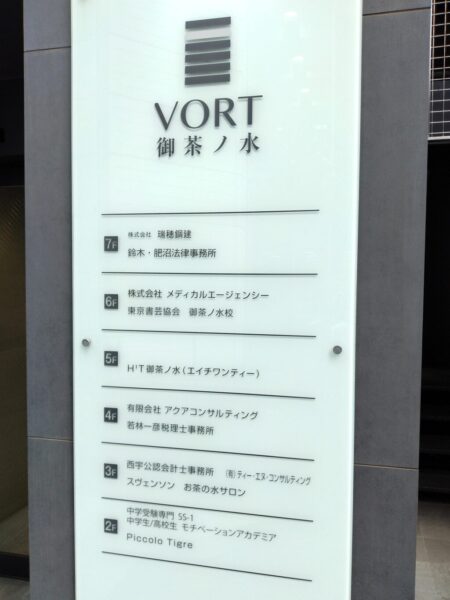 VORT
御茶ノ水
7F 株式会社 瑞穂鋼建
鈴木・肥沼法律事務所
6F 株式会社 メディカルエージェンシー
東京書芸協会 御茶ノ水校
5F
H¹T御茶ノ水(エイチワンティー)
4F 有限会社 アクアコンサルティング
若林一彦税理士事務所
3F 西宇公認会計士事務所 (有)ティー・エヌ・コンサルティング
スヴェンソン お茶の水サロン
2F 中学受験専門 SS-1
中学生/高校生 モチベーションアカデミア
Piccolo Tigre